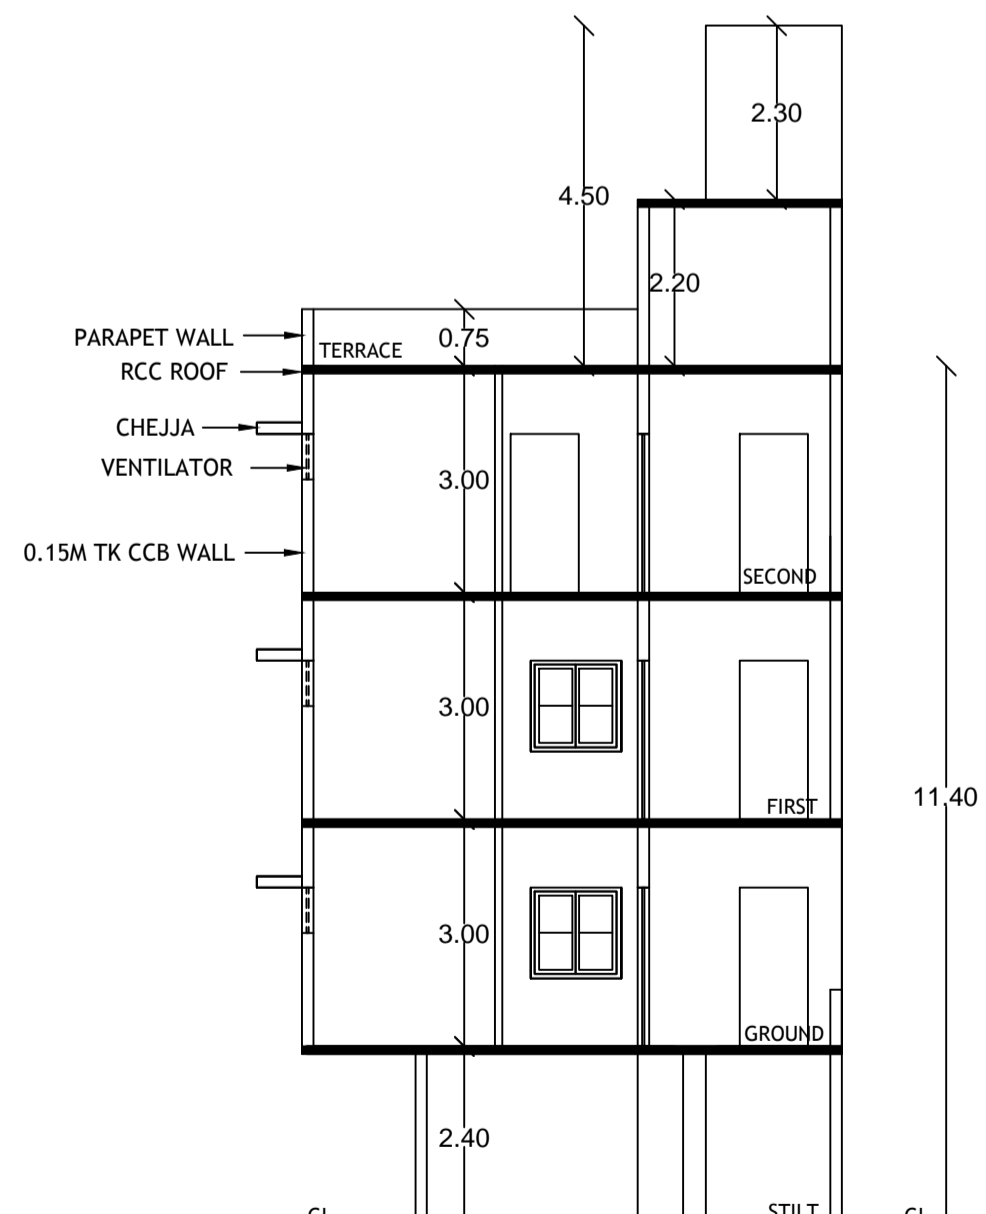 2.30
4.50
2.20
PARAPET WALL
0.75
TERRACE
RCC ROOF
CHEJJA
VENTILATOR
3.00
0.15M TK CCB WALL
SECOND
3.00
11.40
FIRST
3.00
GROUND
2.40
STILT